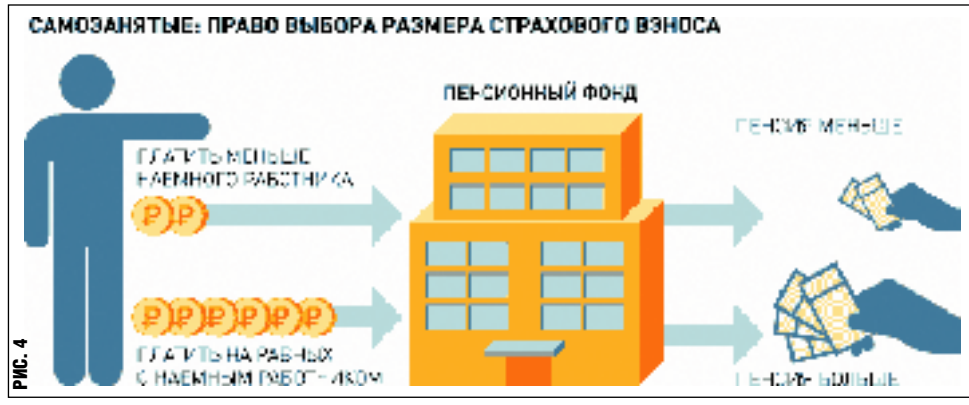 САМОЗАНЯТЫЕ: ПРАВО ВЫБОРА РАЗМЕРА СТРАХОВОГО ВЗНОСА
ПЕНСИОННЫЙ ФОНД
ПЕНСИЯ МЕНЬШЕ
ПЛАТИТЬ МЕНЬШЕ
НАЕМНОГО РАБОТНИКА
₽₽
₽₽₽₽₽₽
ПЛАТИТЬ НА РАВНЫХ
С НАЕМНЫМ РАБОТНИКОМ
ПЕНСИЯ БОЛЬШЕ
РИС. 4